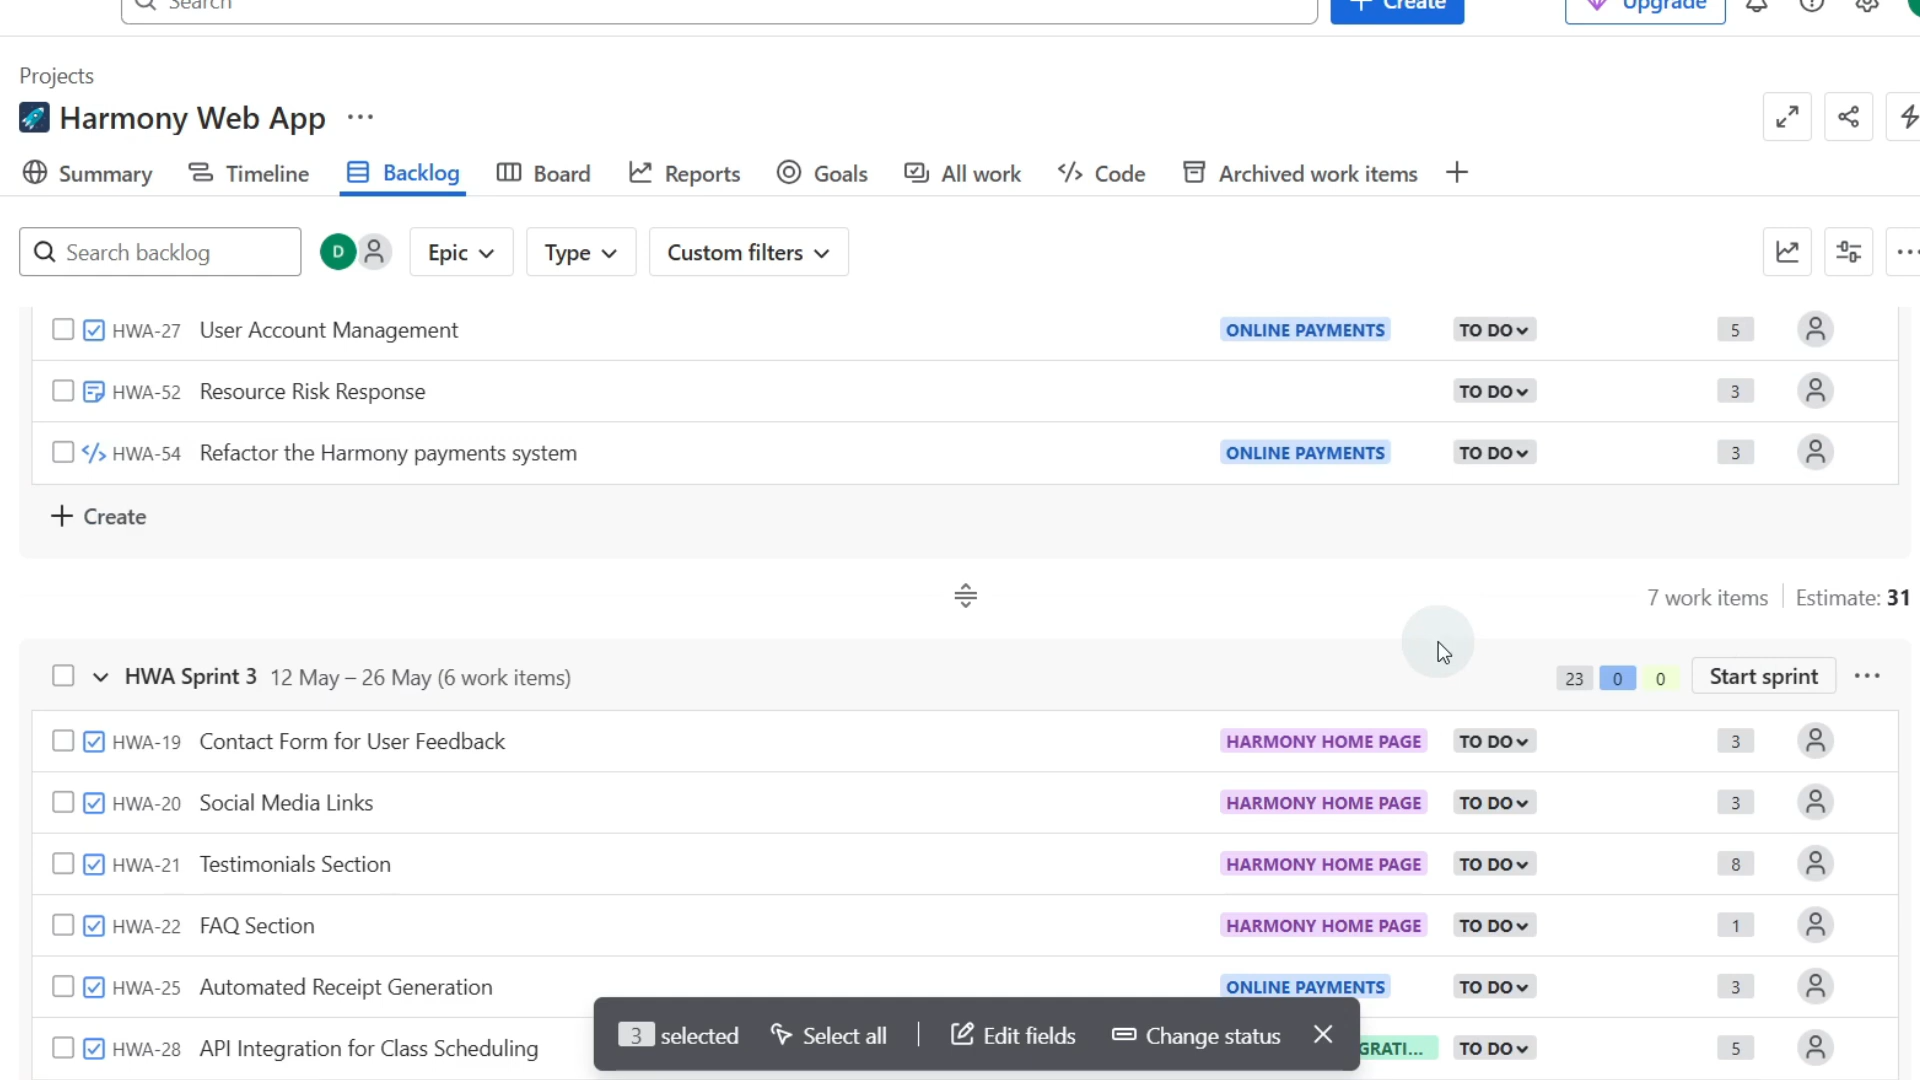 Search
Create
Upgrade
Projects
Harmony Web App
Summary Timeline Backlog Board Reports Goals All work Code Archived work items
Search backlog D Epic Type Custom filters
HWA-27 User Account Management ONLINE PAYMENTS TO DO 5
HWA-52 Resource Risk Response TO DO 3
HWA-54 Refactor the Harmony payments system ONLINE PAYMENTS TO DO 3
Create
7 work items Estimate: 31
HWA Sprint 3 12 May – 26 May (6 work items) 23 0 0 Start sprint
HWA-19 Contact Form for User Feedback HARMONY HOME PAGE TO DO 3
HWA-20 Social Media Links HARMONY HOME PAGE TO DO 3
HWA-21 Testimonials Section HARMONY HOME PAGE TO DO 8
HWA-22 FAQ Section HARMONY HOME PAGE TO DO 1
HWA-25 Automated Receipt Generation ONLINE PAYMENTS TO DO 3
HWA-28 API Integration for Class Scheduling GRATI... TO DO 5
3 selected Select all Edit fields Change status